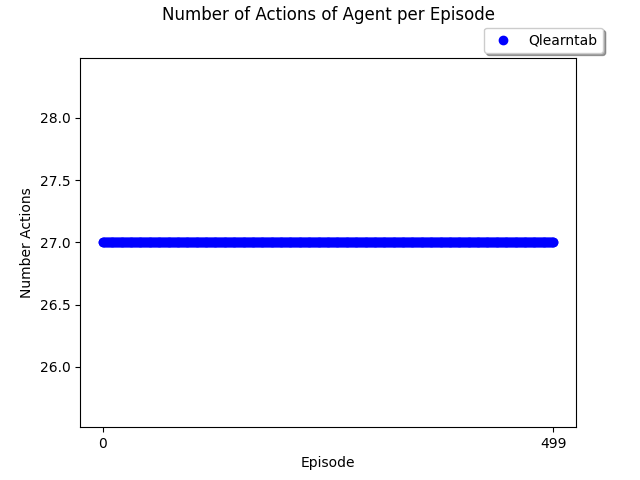 Number of Actions of Agent per Episode
Qlearntab
28.0
27.5
27.0
26.5
26.0
Number Actions
0
499
Episode